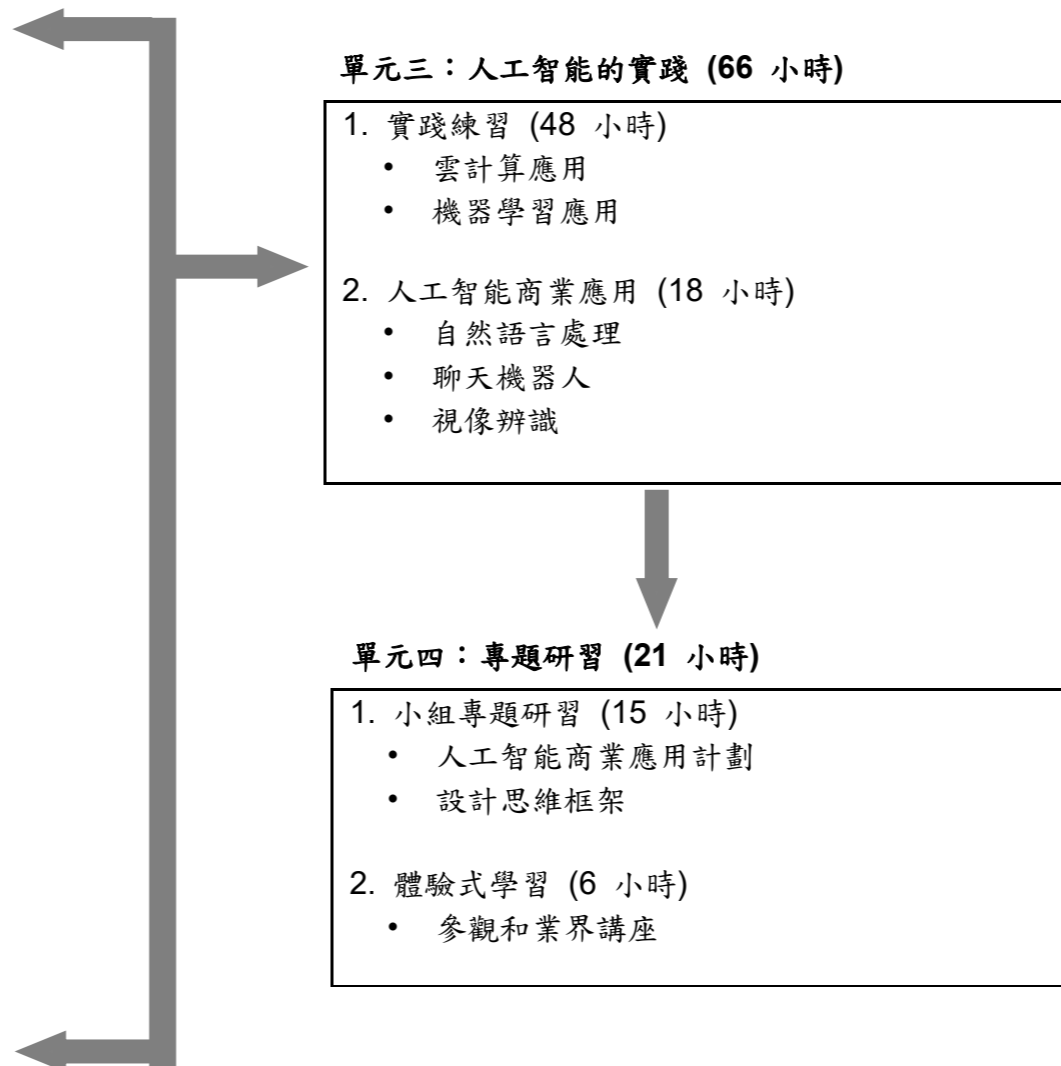 單元三：人工智能的實踐 (66 小時)
1. 實踐練習 (48 小時)
• 雲計算應用
• 機器學習應用
2. 人工智能商業應用 (18 小時)
• 自然語言處理
• 聊天機器人
• 視像辨識
單元四：專題研習 (21 小時)
1. 小組專題研習 (15 小時)
• 人工智能商業應用計劃
• 設計思維框架
2. 體驗式學習 (6 小時)
• 參觀和業界講座